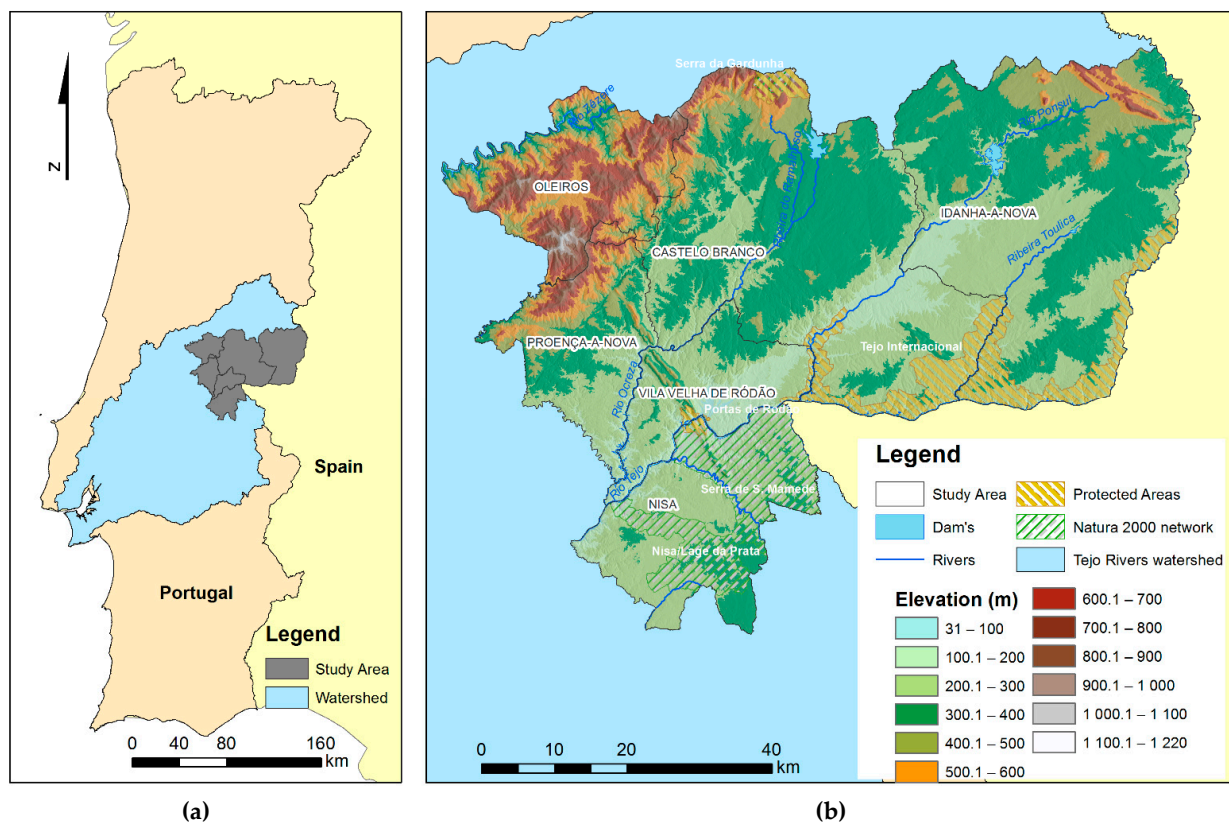 N
Spain
Portugal
Legend
Study Area
Watershed
0 40 80 160
km
(a)
Serra da Gardunha
Rio Zêzere
Rio Ponsul
OLEIROS
IDANHA-A-NOVA
Ribeira Toulica
CASTELO BRANCO
PROENÇA-A-NOVA
Tejo Internacional
Rio Ocreza
VILA VELHA DE RÓDÃO
Portas de Rodã
Rio Tejo
Serra de S. Mamede
NISA
Nisa/Lage da Prata
Legend
Study Area
Protected Areas
Dam's
Natura 2000 network
Rivers
Tejo Rivers watershed
Elevation (m)
31 – 100
100.1 – 200
200.1 – 300
300.1 – 400
400.1 – 500
500.1 – 600
600.1 – 700
700.1 – 800
800.1 – 900
900.1 – 1 000
1 000.1 – 1 100
1 100.1 – 1 220
0 10 20 40
km
(b)